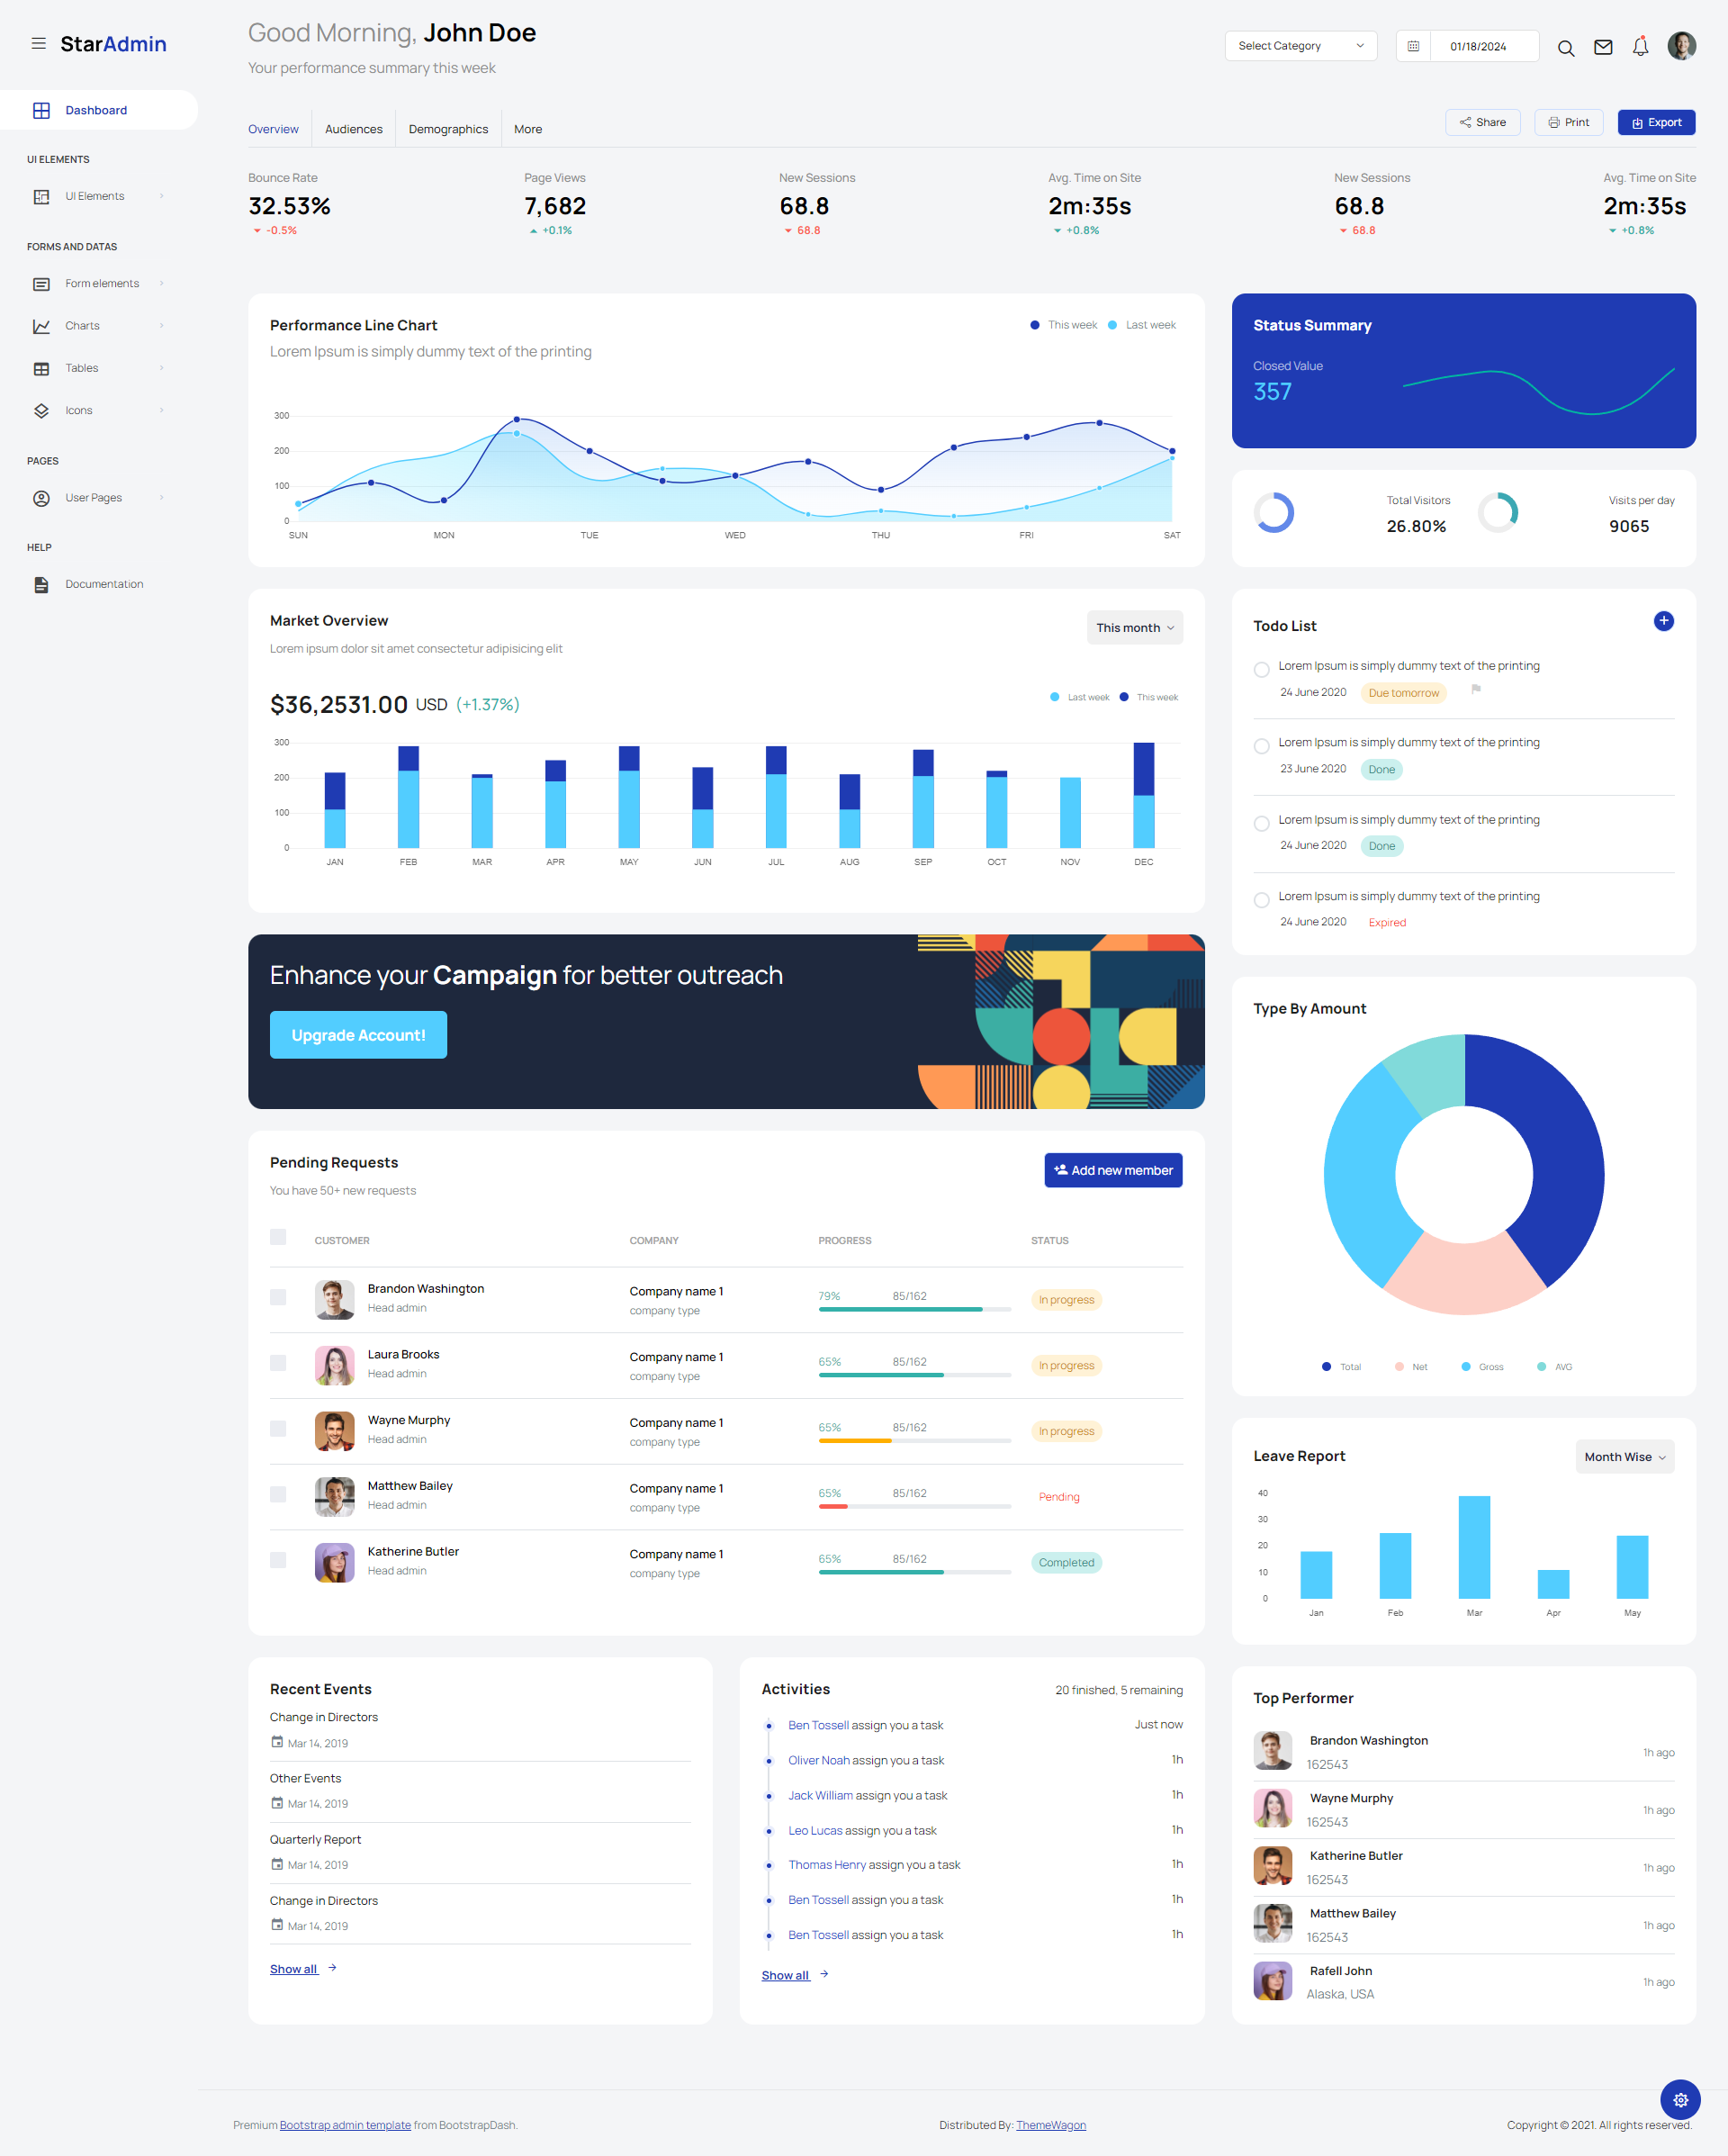 StarAdmin
Good Morning, John Doe
Your performance summary this week
Select Category
01/18/2024
Dashboard
UI ELEMENTS
UI Elements
FORMS AND DATAS
Form elements
Charts
Tables
Icons
PAGES
User Pages
HELP
Documentation
Overview Audiences Demographics More
Share Print Export
Bounce Rate
32.53%
-0.5%
Page Views
7,682
+0.1%
New Sessions
68.8
68.8
Avg. Time on Site
2m:35s
+0.8%
New Sessions
68.8
68.8
Avg. Time on Site
2m:35s
+0.8%
Performance Line Chart
Lorem Ipsum is simply dummy text of the printing
This week Last week
300
200
100
0
SUN MON TUE WED THU FRI SAT
Status Summary
Closed Value
357
Total Visitors
26.80%
Visits per day
9065
Market Overview
Lorem ipsum dolor sit amet consectetur adipisicing elit
This month
$36,2531.00 USD (+1.37%)
Last week This week
300
200
100
0
JAN FEB MAR APR MAY JUN JUL AUG SEP OCT NOV DEC
Todo List
Lorem Ipsum is simply dummy text of the printing
24 June 2020 Due tomorrow
Lorem Ipsum is simply dummy text of the printing
23 June 2020 Done
Lorem Ipsum is simply dummy text of the printing
24 June 2020 Done
Lorem Ipsum is simply dummy text of the printing
24 June 2020 Expired
Enhance your Campaign for better outreach
Upgrade Account!
Type By Amount
Total Net Gross AVG
Pending Requests
You have 50+ new requests
Add new member
CUSTOMER COMPANY PROGRESS STATUS
Brandon Washington
Head admin
Company name 1
company type
79% 85/162
In progress
Laura Brooks
Head admin
Company name 1
company type
65% 85/162
In progress
Wayne Murphy
Head admin
Company name 1
company type
65% 85/162
In progress
Matthew Bailey
Head admin
Company name 1
company type
65% 85/162
Pending
Katherine Butler
Head admin
Company name 1
company type
65% 85/162
Completed
Leave Report
Month Wise
40
30
20
10
0
Jan Feb Mar Apr May
Recent Events
Change in Directors
Mar 14, 2019
Other Events
Mar 14, 2019
Quarterly Report
Mar 14, 2019
Change in Directors
Mar 14, 2019
Show all
Activities
20 finished, 5 remaining
Ben Tossell assign you a task Just now
Oliver Noah assign you a task 1h
Jack William assign you a task 1h
Leo Lucas assign you a task 1h
Thomas Henry assign you a task 1h
Ben Tossell assign you a task 1h
Ben Tossell assign you a task 1h
Show all
Top Performer
Brandon Washington
162543
1h ago
Wayne Murphy
162543
1h ago
Katherine Butler
162543
1h ago
Matthew Bailey
162543
1h ago
Rafell John
Alaska, USA
1h ago
Premium Bootstrap admin template from BootstrapDash.
Distributed By: ThemeWagon
Copyright © 2021. All rights reserved.